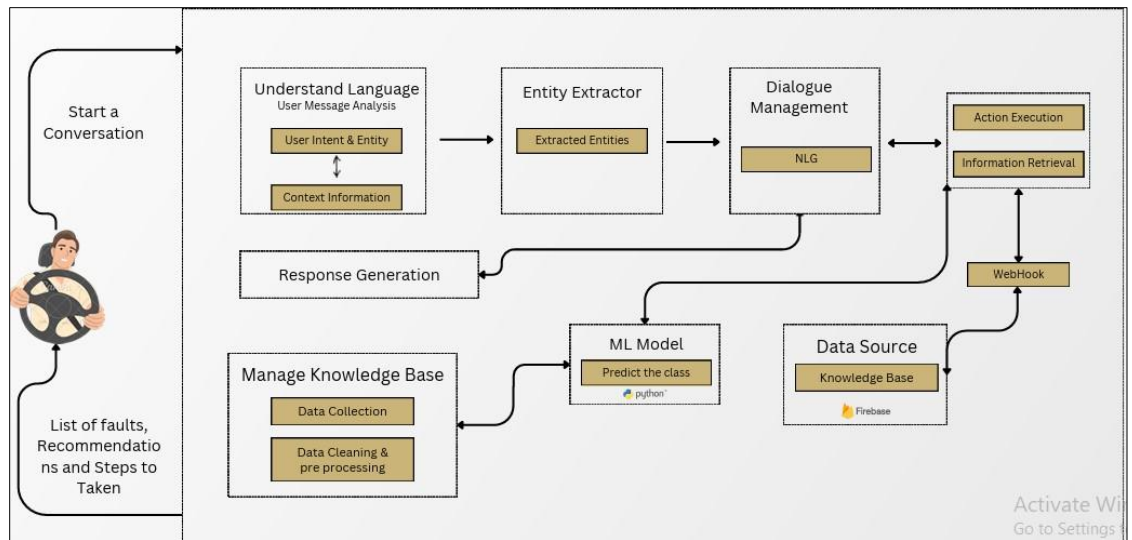 Start a
Conversation
List of faults,
Recommendatio
ns and Steps to
Taken
Understand Language
User Message Analysis
User Intent & Entity
Context Information
Entity Extractor
Extracted Entities
Dialogue
Management
NLG
Action Execution
Information Retrieval
WebHook
Response Generation
Manage Knowledge Base
Data Collection
Data Cleaning &
pre processing
ML Model
Predict the class
python
Data Source
Knowledge Base
Firebase
Activate Wi
Go to Settings